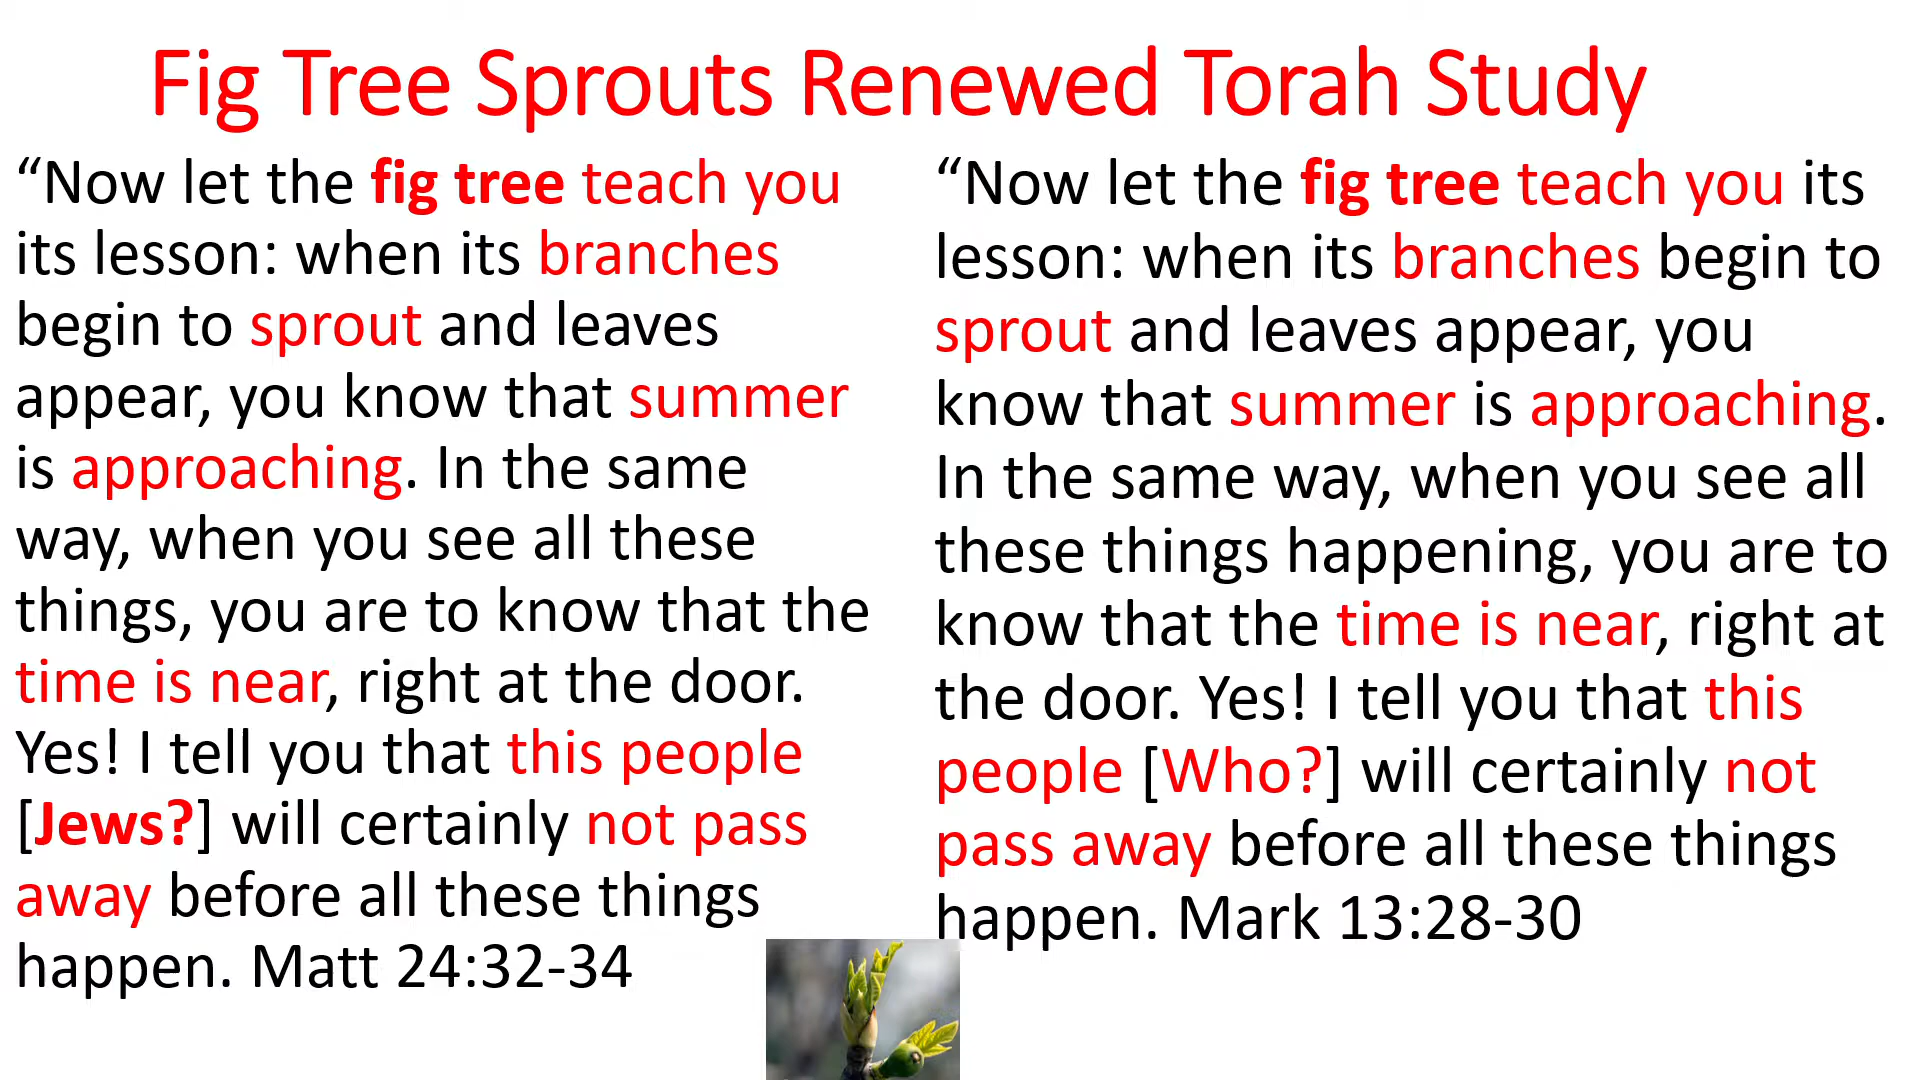 Fig Tree Sprouts Renewed Torah Study
“Now let the fig tree teach you
its lesson: when its branches
begin to sprout and leaves
appear, you know that summer
is approaching. In the same
way, when you see all these
things, you are to know that the
time is near, right at the door.
Yes! I tell you that this people
[Jews?] will certainly not pass
away before all these things
happen. Matt 24:32-34
“Now let the fig tree teach you its
lesson: when its branches begin to
sprout and leaves appear, you
know that summer is approaching.
In the same way, when you see all
these things happening, you are to
know that the time is near, right at
the door. Yes! I tell you that this
people [Who?] will certainly not
pass away before all these things
happen. Mark 13:28-30